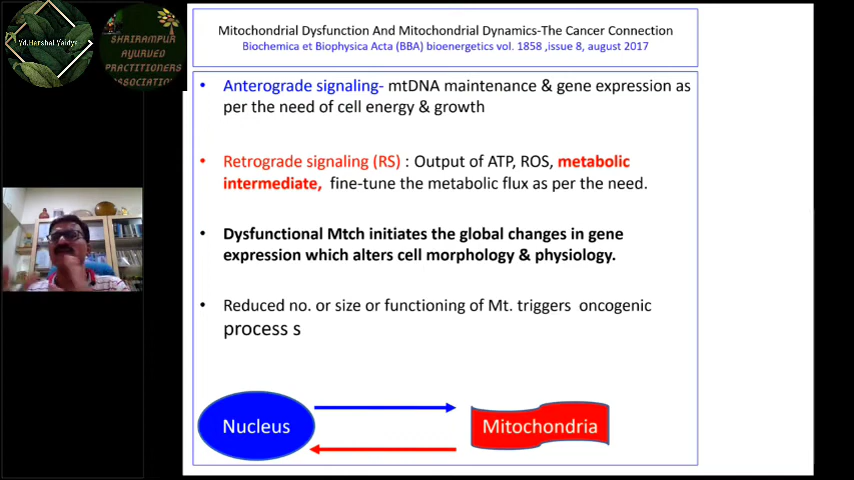 Yd.Harshal Vaidya
SHRIRAMPUR
AYURVED
PRACTITIONERS
ASSOCIATION
Mitochondrial Dysfunction And Mitochondrial Dynamics-The Cancer Connection
Biochemica et Biophysica Acta (BBA) bioenergetics vol. 1858 ,issue 8, august 2017
• Anterograde signaling- mtDNA maintenance & gene expression as
per the need of cell energy & growth
• Retrograde signaling (RS) : Output of ATP, ROS, metabolic
intermediate, fine-tune the metabolic flux as per the need.
• Dysfunctional Mtch initiates the global changes in gene
expression which alters cell morphology & physiology.
• Reduced no. or size or functioning of Mt. triggers oncogenic
process s
Nucleus
Mitochondria